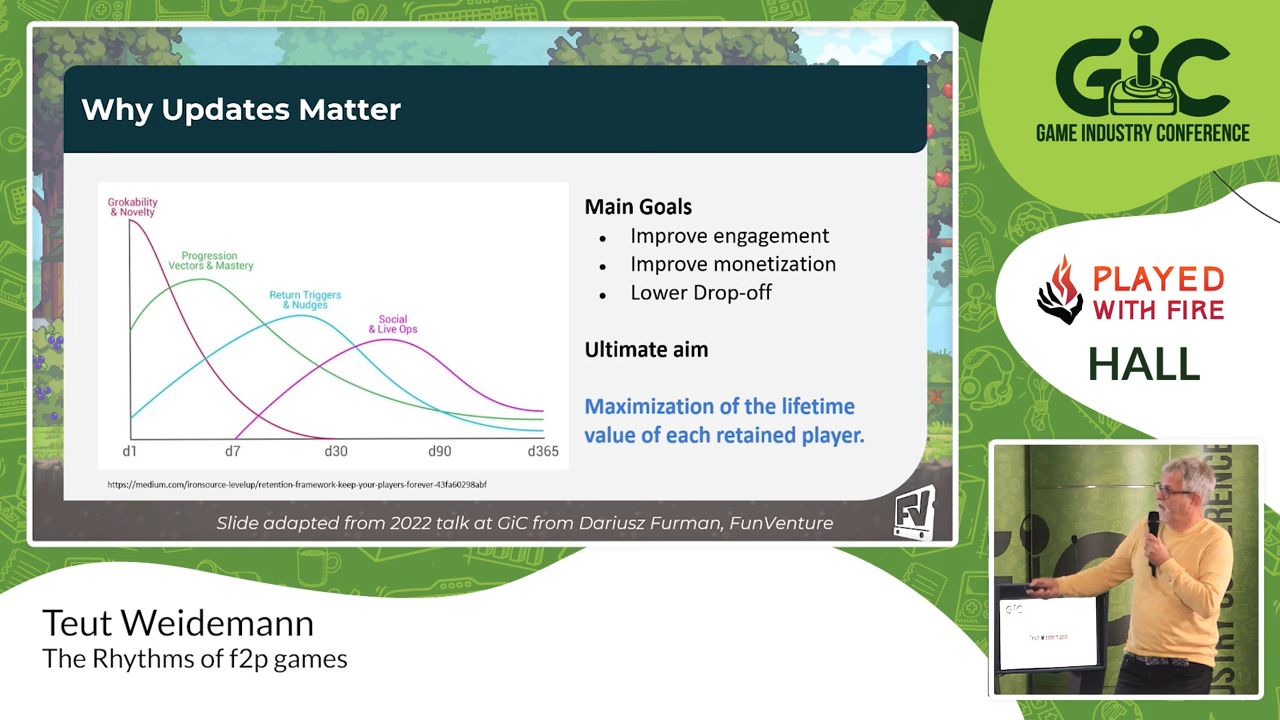 Why Updates Matter
Grokability
& Novelty
Progression
Vectors & Mastery
Return Triggers
& Nudges
Social
& Live Ops
d1
d7
d30
d90
d365
https://medium.com/ironsource-levelup/retention-framework-keep-your-players-forever-43fa60298abf
Main Goals
• Improve engagement
• Improve monetization
• Lower Drop-off
Ultimate aim
Maximization of the lifetime
value of each retained player.
Slide adapted from 2022 talk at GiC from Dariusz Furman, FunVenture
FV
GiC
GAME INDUSTRY CONFERENCE
PLAYED
WITH FIRE
HALL
GiC
Teut Weidemann
Teut Weidemann
The Rhythms of f2p games